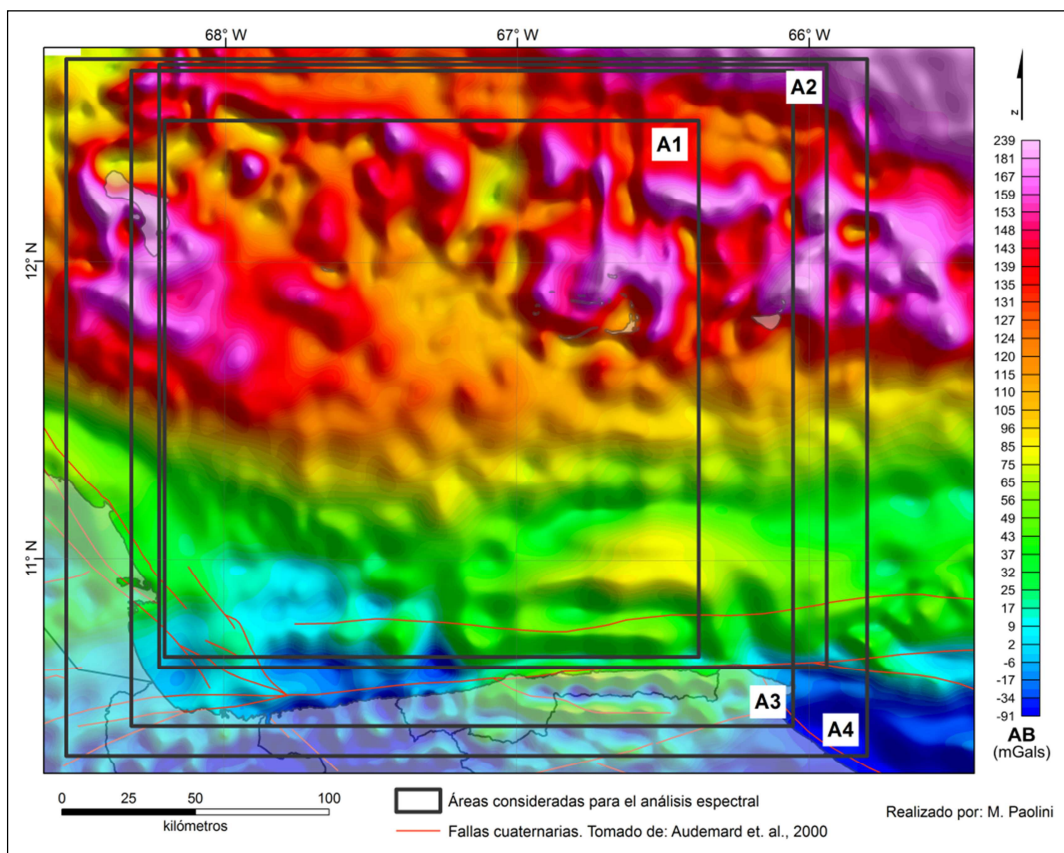 68° W
67° W
66° W
12° N
11° N
A1
A2
A3
A4
z
239
181
167
159
153
148
143
139
135
131
127
124
120
115
110
105
96
85
75
65
56
49
43
37
32
25
17
9
2
-6
-17
-34
-91
AB
(mGals)
0 25 50 100
kilómetros
Áreas consideradas para el análisis espectral
Fallas cuaternarias. Tomado de: Audemard et. al., 2000
Realizado por: M. Paolini